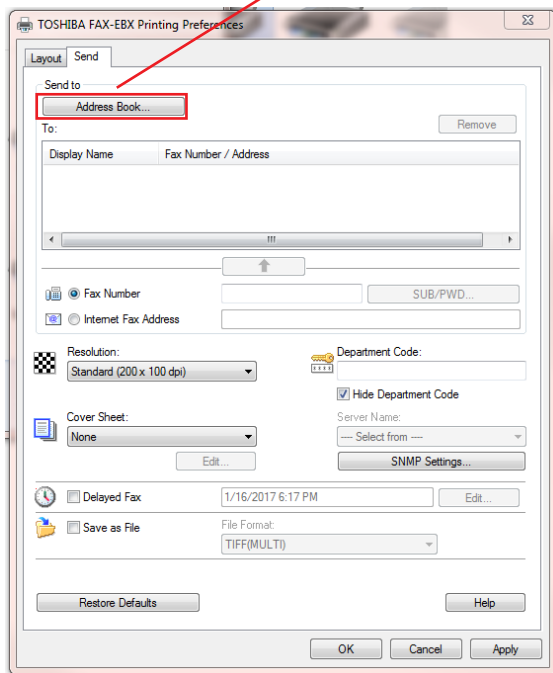 TOSHIBA FAX-EBX Printing Preferences
Layout Send
Send to
Address Book...
To:
Remove
Display Name Fax Number / Address
Fax Number
SUB/PWD...
Internet Fax Address
Resolution:
Standard (200 x 100 dpi)
Department Code:
Hide Department Code
Cover Sheet:
None
Edit...
Server Name:
---- Select from ----
SNMP Settings...
Delayed Fax
1/16/2017 6:17 PM
Edit...
Save as File
File Format:
TIFF(MULTI)
Restore Defaults
Help
OK Cancel Apply